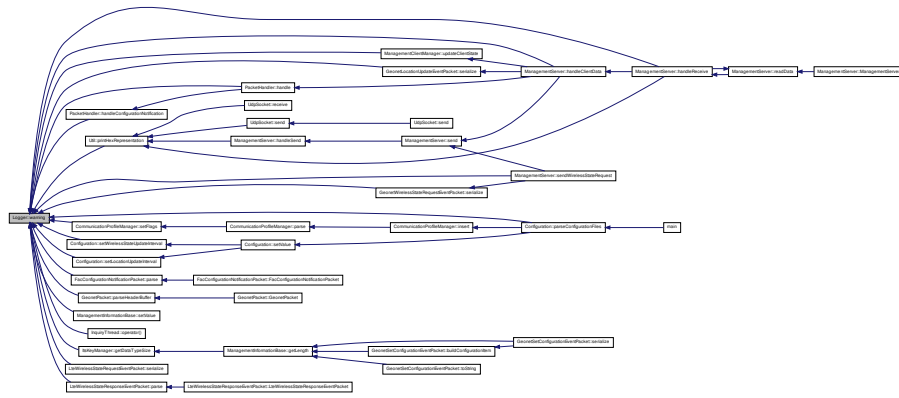 ManagementClientManager::updateClientState
GeonetLocationUpdateEventPacket::serialize
ManagementServer::handleClientData
ManagementServer::handleReceive
ManagementServer::readData
ManagementServer::ManagementServer
PacketHandler::handle
UdpSocket::receive
PacketHandler::handleConfigurationNotification
UdpSocket::send
UdpSocket::send
Util::printHexRepresentation
ManagementServer::handleSend
ManagementServer::send
ManagementServer::sendWirelessStateRequest
GeonetWirelessStateRequestEventPacket::serialize
Logger::warning
CommunicationProfileManager::setFlags
CommunicationProfileManager::parse
CommunicationProfileManager::insert
Configuration::parseConfigurationFiles
main
Configuration::setWirelessStateUpdateInterval
Configuration::setValue
Configuration::setLocationUpdateInterval
FacConfigurationNotificationPacket::parse
FacConfigurationNotificationPacket::FacConfigurationNotificationPacket
GeonetPacket::parseHeaderBuffer
GeonetPacket::GeonetPacket
ManagementInformationBase::setValue
InquiryThread::operator()
ItsKeyManager::getDataTypeSize
ManagementInformationBase::getLength
GeonetSetConfigurationEventPacket::serialize
GeonetSetConfigurationEventPacket::buildConfigurationItem
GeonetSetConfigurationEventPacket::toString
LteWirelessStateRequestEventPacket::serialize
LteWirelessStateResponseEventPacket::parse
LteWirelessStateResponseEventPacket::LteWirelessStateResponseEventPacket